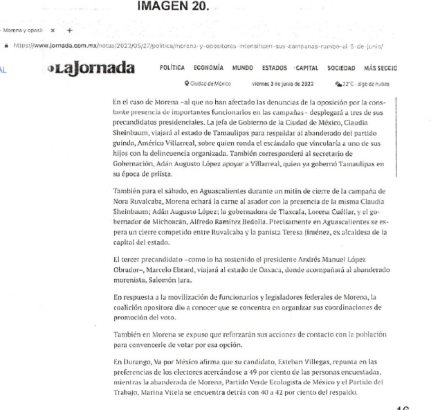 IMAGEN 20.
Morena y oposit × +
https://www.jornada.com.mx/notas/2022/05/27/politica/morena-y-opositores-intensifican-sus-campanas-rumbo-al-5-de-junio/
AL
La Jornada
POLÍTICA ECONOMÍA MUNDO ESTADOS CAPITAL SOCIEDAD MÁS SECCIO
Ciudad de México viernes 3 de junio de 2022 22°C - algo de nubes
En el caso de Morena –al que no han afectado las denuncias de la oposición por la cons-
tante presencia de importantes funcionarios en las campañas– desplegará a tres de sus
precandidatos presidenciales. La jefa de Gobierno de la Ciudad de México, Claudia
Sheinbaum, viajará al estado de Tamaulipas para respaldar al abanderado del partido
guindo, Américo Villarreal, sobre quien ronda el escándalo que vincularía a uno de sus
hijos con la delincuencia organizada. También corresponderá al secretario de
Gobernación, Adán Augusto López apoyar a Villarreal, quien ya gobernó Tamaulipas en
su época de priísta.
También para el sábado, en Aguascalientes durante un mitin de cierre de la campaña de
Nora Ruvalcaba, Morena echará la carne al asador con la presencia de la misma Claudia
Sheinbaum; Adán Augusto López; la gobernadora de Tlaxcala, Lorena Cuéllar, y el go-
bernador de Michoacán, Alfredo Ramírez Bedolla. Precisamente en Aguascalientes se es-
pera un cierre competido entre Ruvalcaba y la panista Teresa Jiménez, ex alcaldesa de la
capital del estado.
El tercer precandidato –como lo ha sostenido el presidente Andrés Manuel López
Obrador–, Marcelo Ebrard, viajará al estado de Oaxaca, donde acompañará al abanderado
morenista, Salomón Jara.
En respuesta a la movilización de funcionarios y legisladores federales de Morena, la
coalición opositora dio a conocer que se concentra en organizar sus coordinaciones de
promoción del voto.
También en Morena se expuso que reforzarán sus acciones de contacto con la población
para convencerle de votar por esa opción.
En Durango, Va por México afirma que su candidato, Esteban Villegas, repunta en las
preferencias de los electores acercándose a 49 por ciento de las personas encuestadas,
mientras la abanderada de Morena, Partido Verde Ecologista de México y el Partido del
Trabajo, Marina Vitela se encuentra detrás con 40 a 42 por ciento del respaldo.
46